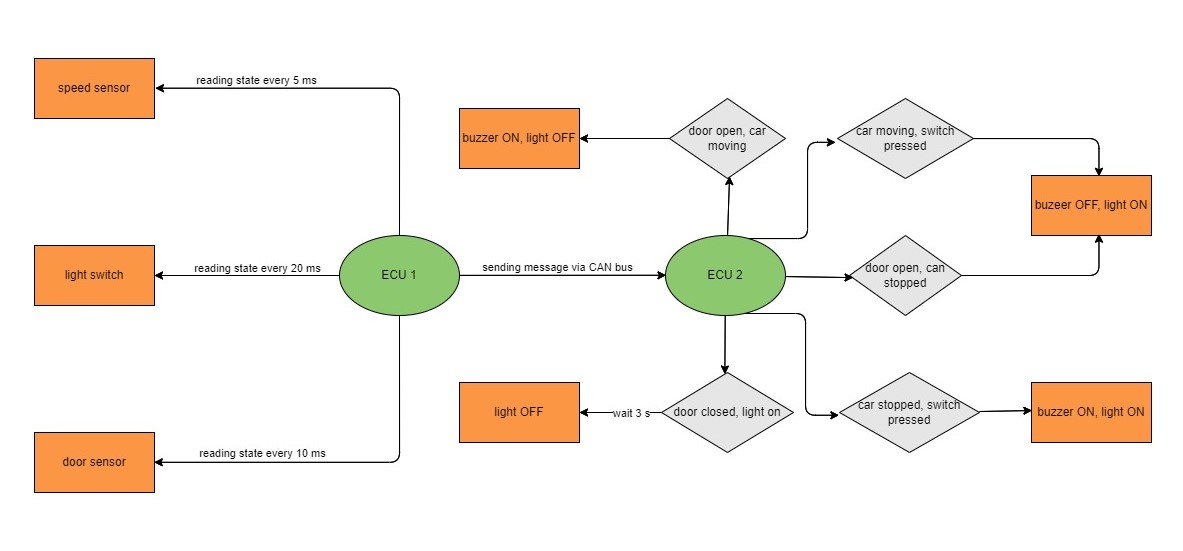 reading state every 5 ms
speed sensor
buzzer ON, light OFF
door open, car
moving
car moving, switch
pressed
buzeer OFF, light ON
light switch
reading state every 20 ms
ECU 1
sending message via CAN bus
ECU 2
door open, can
stopped
light OFF
wait 3 s
door closed, light on
car stopped, switch
pressed
buzzer ON, light ON
door sensor
reading state every 10 ms